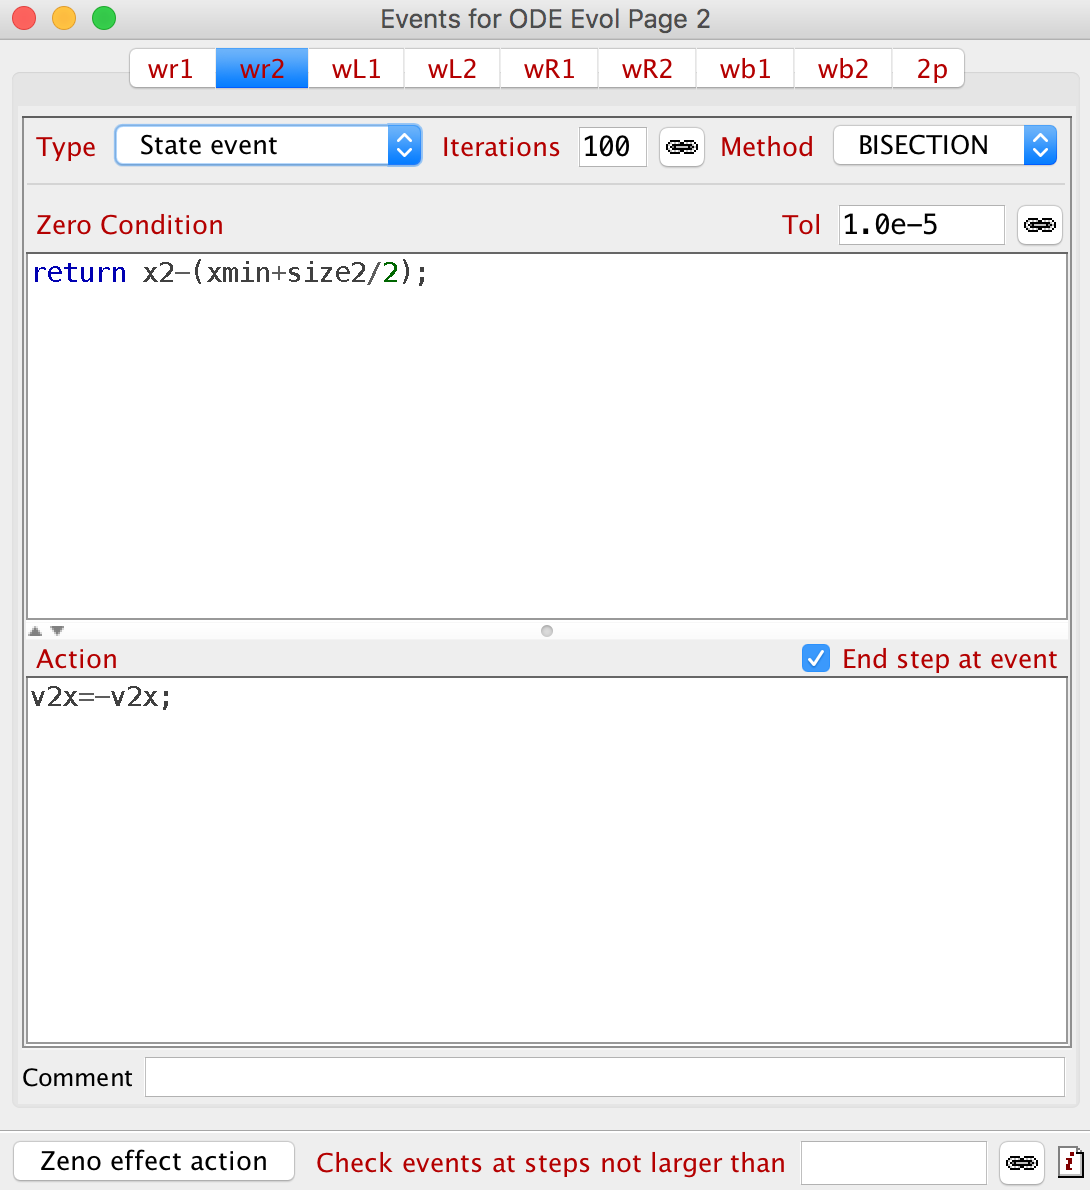 Events for ODE Evol Page 2
wr1 wr2 wL1 wL2 wR1 wR2 wb1 wb2 2p
Type State event Iterations 100 Method BISECTION
Zero Condition Tol 1.0e-5
return x2-(xmin+size2/2);
Action End step at event
v2x=-v2x;
Comment
Zeno effect action Check events at steps not larger than i